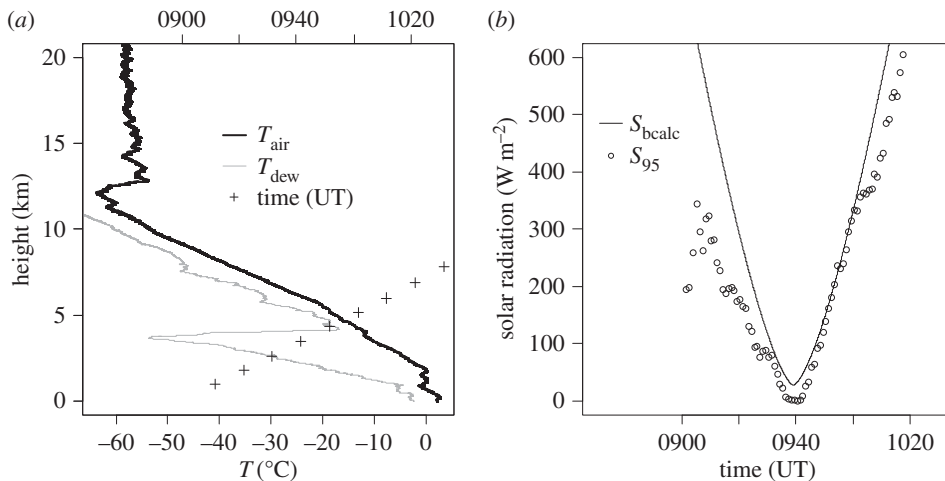 (a)
0900 0940 1020
20
15
10
5
0
height (km)
T_air
T_dew
time (UT)
–60 –50 –40 –30 –20 –10 0
T (°C)
(b)
600
500
400
300
200
100
0
solar radiation (W m⁻²)
S_bcalc
S_95
0900 0940 1020
time (UT)